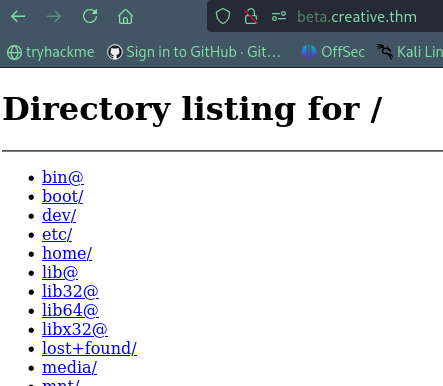 beta.creative.thm
tryhackme Sign in to GitHub · Git… OffSec Kali Lin
Directory listing for /
bin@
boot/
dev/
etc/
home/
lib@
lib32@
lib64@
libx32@
lost+found/
media/
mnt/